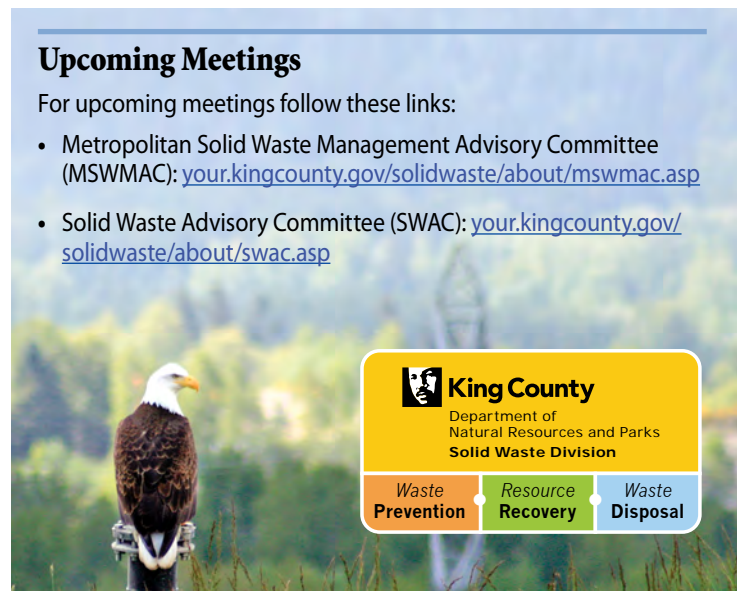 Upcoming Meetings
For upcoming meetings follow these links:
• Metropolitan Solid Waste Management Advisory Committee
(MSWMAC): your.kingcounty.gov/solidwaste/about/mswmac.asp
• Solid Waste Advisory Committee (SWAC): your.kingcounty.gov/
solidwaste/about/swac.asp
King County
Department of
Natural Resources and Parks
Solid Waste Division
Waste
Prevention
Resource
Recovery
Waste
Disposal